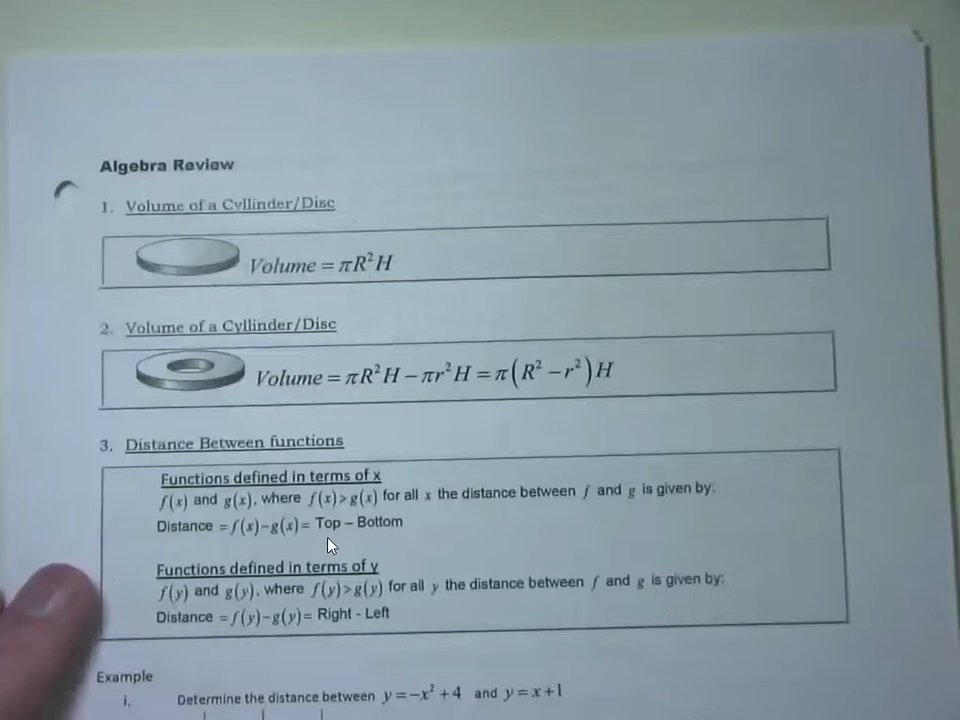 Algebra Review
1. Volume of a Cyllinder/Disc
Volume = πR²H
2. Volume of a Cyllinder/Disc
Volume = πR²H − πr²H = π(R² − r²)H
3. Distance Between functions
Functions defined in terms of x
f(x) and g(x), where f(x) > g(x) for all x the distance between f and g is given by:
Distance = f(x) − g(x) = Top − Bottom
Functions defined in terms of y
f(y) and g(y), where f(y) > g(y) for all y the distance between f and g is given by:
Distance = f(y) − g(y) = Right - Left
Example
i. Determine the distance between y = −x² + 4 and y = x + 1